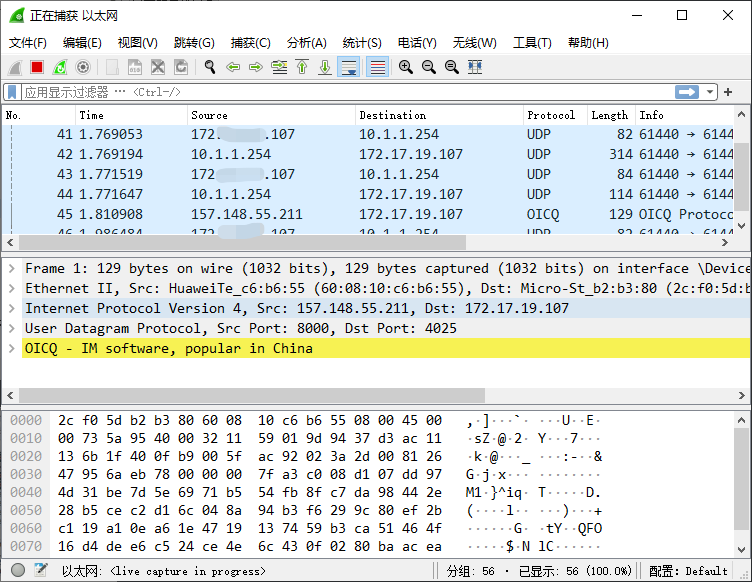 正在捕获 以太网
文件(F) 编辑(E) 视图(V) 跳转(G) 捕获(C) 分析(A) 统计(S) 电话(Y) 无线(W) 工具(T) 帮助(H)
应用显示过滤器 … <Ctrl-/>
No. Time Source Destination Protocol Length Info
41 1.769053 172. .107 10.1.1.254 UDP 82 61440 → 6144
42 1.769194 10.1.1.254 172.17.19.107 UDP 314 61440 → 6144
43 1.771519 172. .107 10.1.1.254 UDP 84 61440 → 6144
44 1.771647 10.1.1.254 172.17.19.107 UDP 114 61440 → 6144
45 1.810908 157.148.55.211 172.17.19.107 OICQ 129 OICQ Protoco
46 1.986484 172. .107 10.1.1.254 UDP 82 61440 → 6144
Frame 1: 129 bytes on wire (1032 bits), 129 bytes captured (1032 bits) on interface \Device
Ethernet II, Src: HuaweiTe_c6:b6:55 (60:08:10:c6:b6:55), Dst: Micro-St_b2:b3:80 (2c:f0:5d:b
Internet Protocol Version 4, Src: 157.148.55.211, Dst: 172.17.19.107
User Datagram Protocol, Src Port: 8000, Dst Port: 4025
OICQ - IM software, popular in China
0000 2c f0 5d b2 b3 80 60 08 10 c6 b6 55 08 00 45 00 ,·]···`· ···U··E·
0010 00 73 5a 95 40 00 32 11 59 01 9d 94 37 d3 ac 11 ·sZ·@·2· Y···7···
0020 13 6b 1f 40 0f b9 00 5f ac 92 02 3a 2d 00 81 26 ·k·@···_ ···:-··&
0030 47 95 6a eb 78 00 00 00 7f a3 c0 08 d1 07 dd 97 G·j·x··· ········
0040 4d 31 be 7d 5e 69 71 b5 54 fb 8f c7 da 98 44 2e M1·}^iq· T·····D.
0050 28 b5 ce c2 d1 6c 04 8a 94 b3 f6 29 9c 80 ef 2b (····l·· ···)···+
0060 c1 19 a1 0e a6 1e 47 19 13 74 59 b3 ca 51 46 4f ······G· ·tY··QFO
0070 16 d4 de e6 c5 24 ce 4e 6c 43 0f 02 80 ba ac ea ·····$·N lC······
以太网: <live capture in progress> 分组: 56 · 已显示: 56 (100.0%) 配置: Default